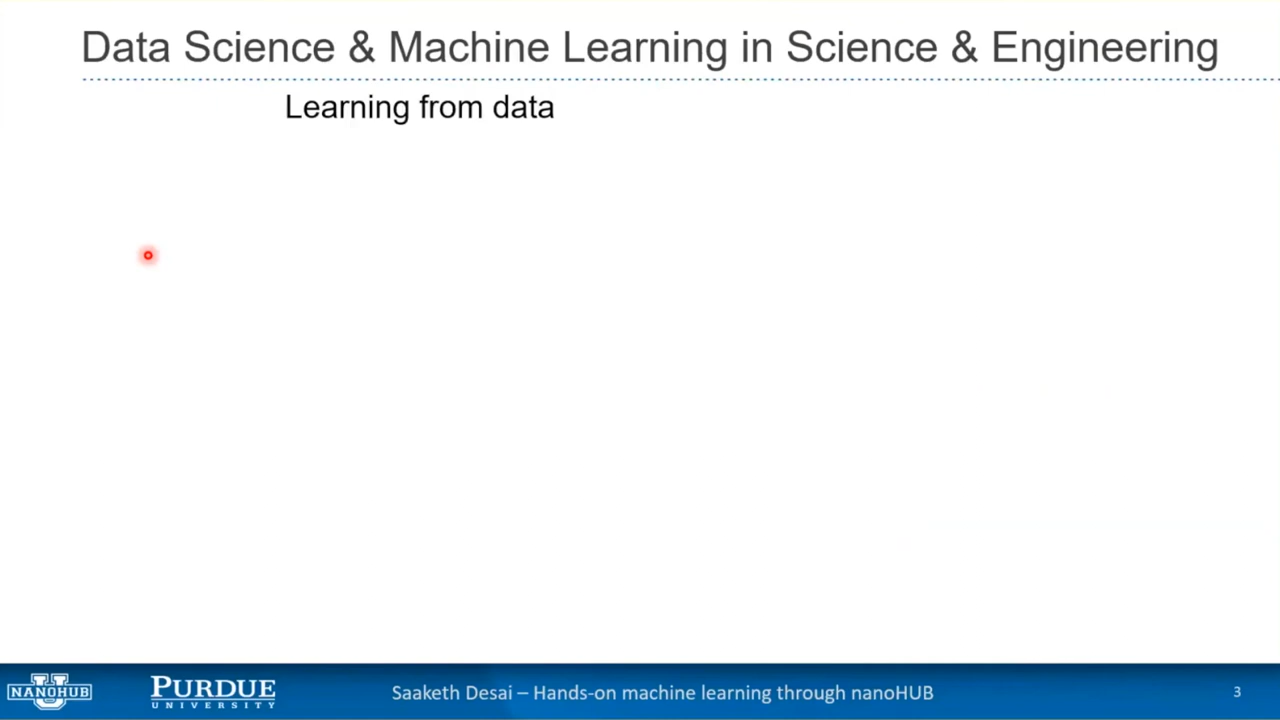 Data Science & Machine Learning in Science & Engineering
Learning from data
NANOHUB
U
PURDUE
UNIVERSITY
Saaketh Desai – Hands-on machine learning through nanoHUB
3